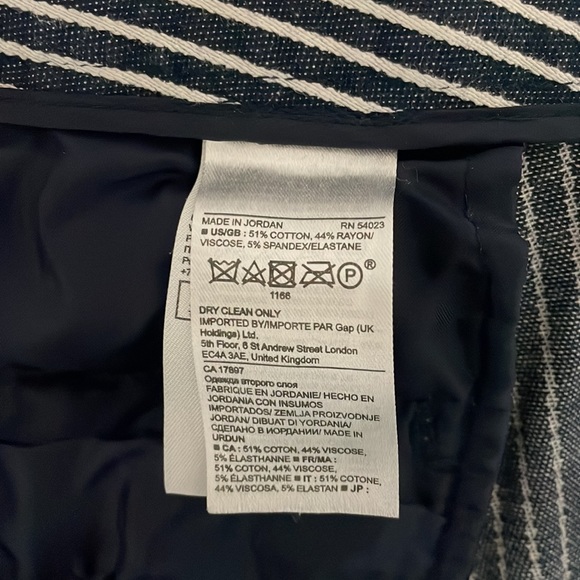 MADE IN JORDAN RN 54023
■ US/GB : 51% COTTON, 44% RAYON/
VISCOSE, 5% SPANDEX/ELASTANE
P ®
1166
DRY CLEAN ONLY
IMPORTED BY/IMPORTE PAR Gap (UK
Holdings) Ltd,
5th Floor, 6 St Andrew Street London
EC4A 3AE, United Kingdom
CA 17897
Одежда второго слоя
FABRIQUE EN JORDANIE/ HECHO EN
JORDANIA CON INSUMOS
IMPORTADOS/ ZEMLJA PROIZVODNJE
JORDAN/ DIBUAT DI YORDANIA/
СДЕЛАНО В ИОРДАНИИ/ MADE IN
URDUN
■ CA : 51% COTTON, 44% VISCOSE,
5% ÉLASTHANNE ■ FR/MA :
51% COTON, 44% VISCOSE,
5% ÉLASTHANNE ■ IT : 51% COTONE,
44% VISCOSA, 5% ELASTAN ■ JP :
+7